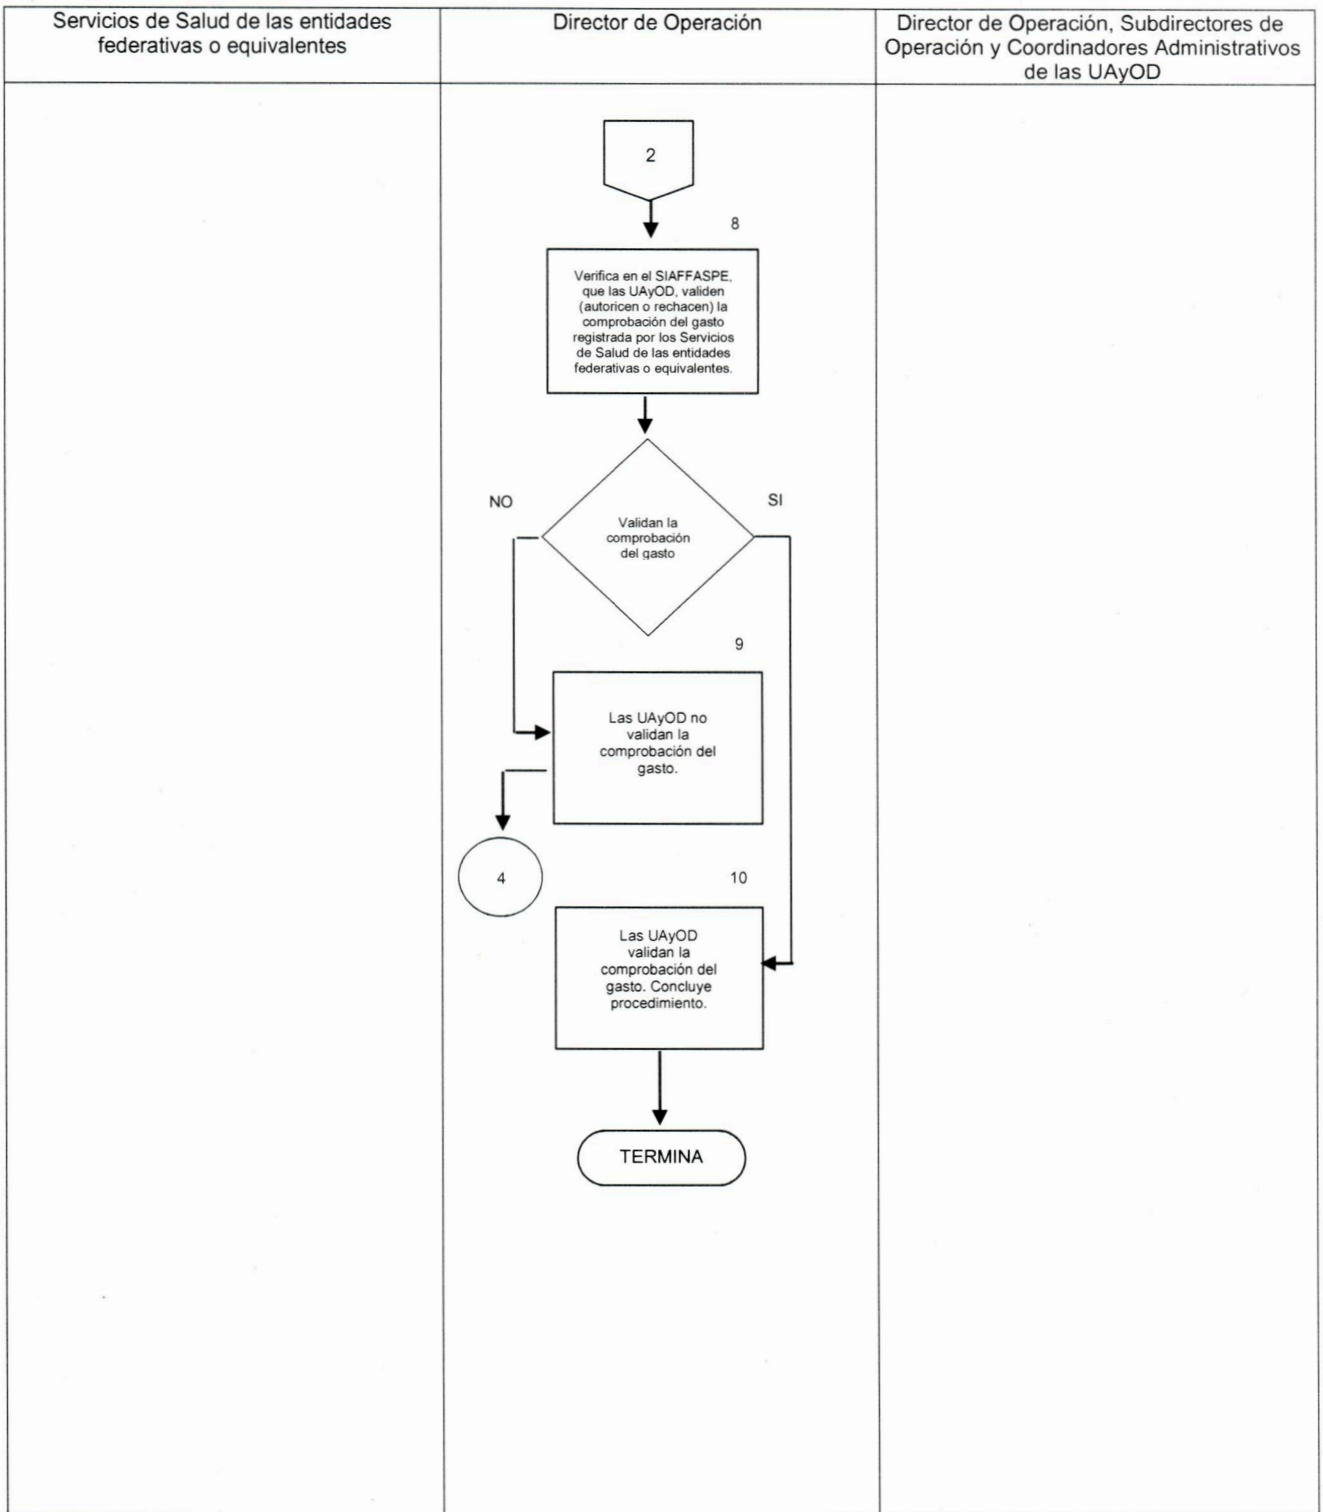 Servicios de Salud de las entidades
federativas o equivalentes
Director de Operación
Director de Operación, Subdirectores de
Operación y Coordinadores Administrativos
de las UAyOD
2
8
Verifica en el SIAFFASPE,
que las UAyOD, validen
(autoricen o rechacen) la
comprobación del gasto
registrada por los Servicios
de Salud de las entidades
federativas o equivalentes.
NO
SI
Validan la
comprobación
del gasto
9
Las UAyOD no
validan la
comprobación del
gasto.
4
10
Las UAyOD
validan la
comprobación del
gasto. Concluye
procedimiento.
TERMINA